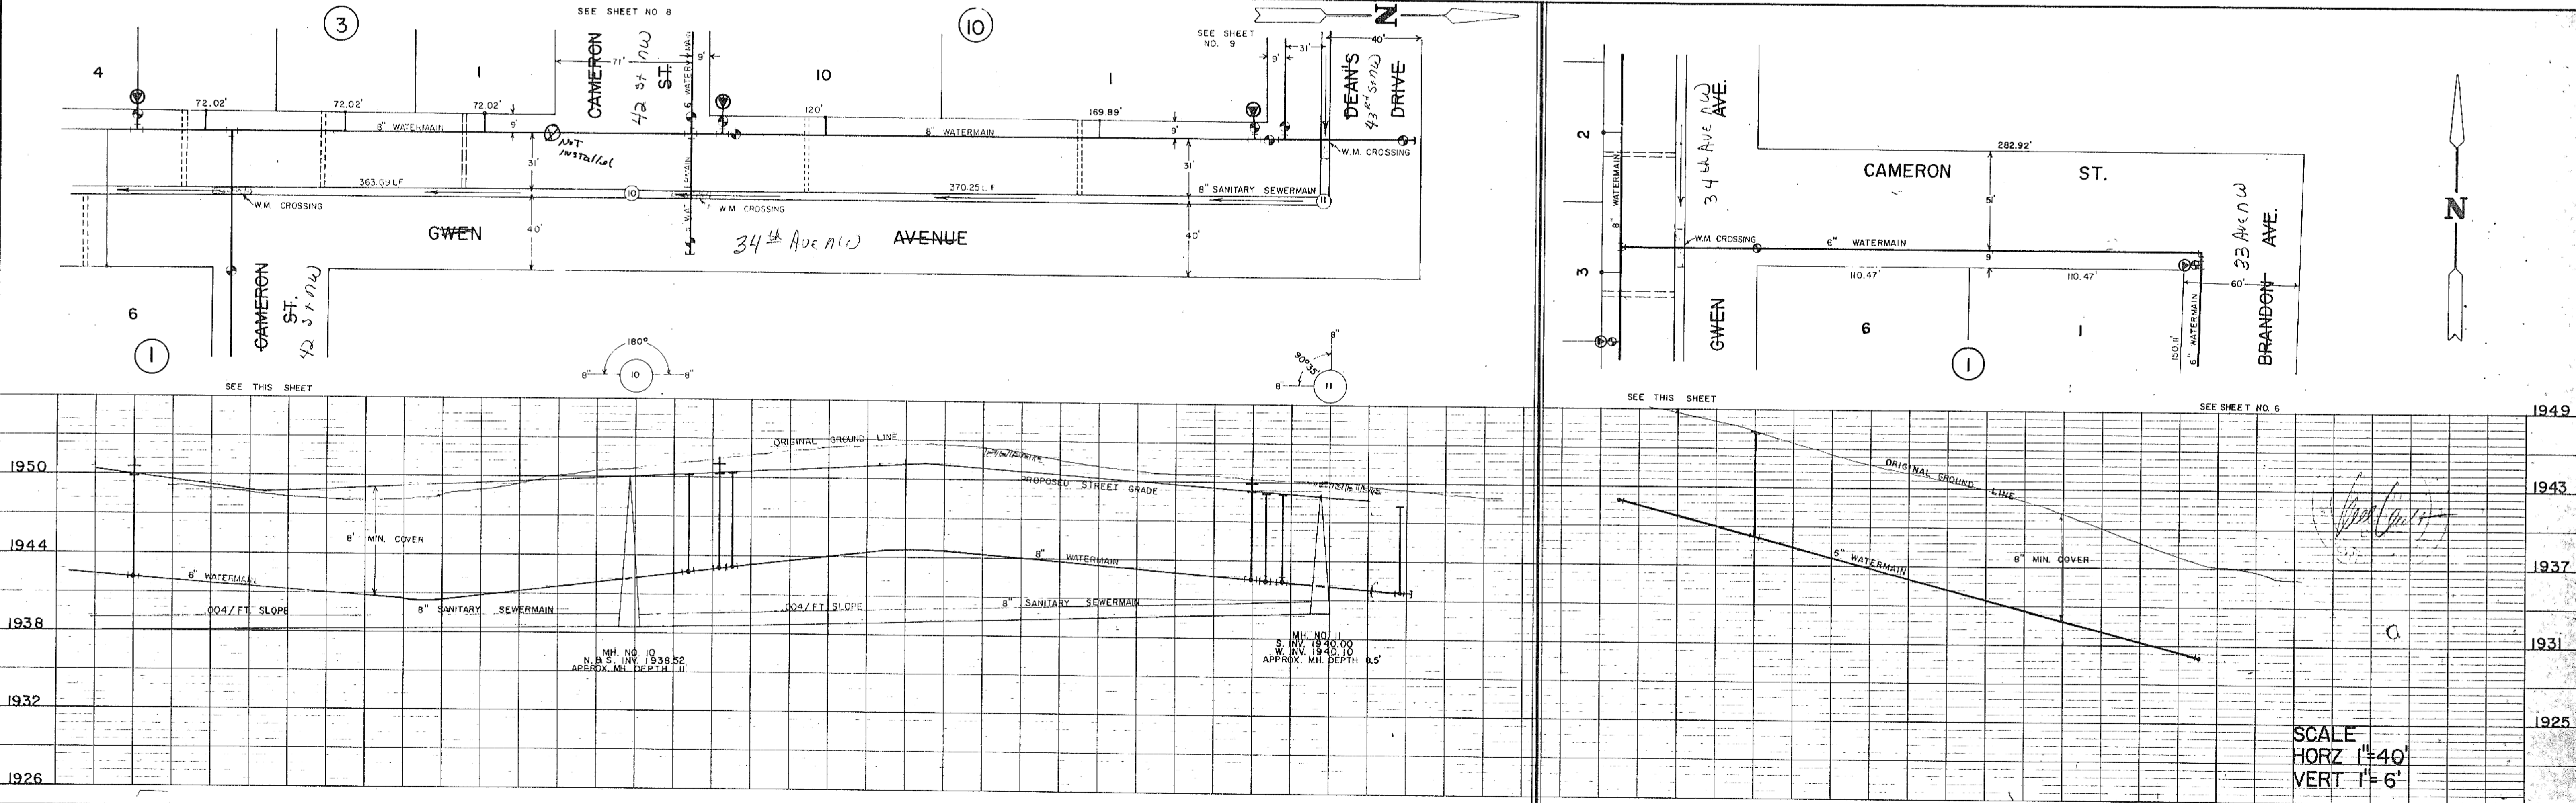 SEE SHEET NO 8
3
10
N
SEE SHEET
NO. 9
4
1
71'
CAMERON
ST.
42 St NW
6" WATERMAIN
9'
10
1
9'
31'
40'
DEAN'S
DRIVE
43rd St NW
72.02'
72.02'
72.02'
9'
120'
169.89'
9'
8" WATERMAIN
NOT
INSTALLED
8" WATERMAIN
W.M. CROSSING
31'
31'
363.69 LF
10
370.25 L.F.
8" SANITARY SEWERMAIN
11
W.M. CROSSING
W.M. CROSSING
GWEN
40'
34th Ave NW
AVENUE
40'
6
1
CAMERON
ST.
42 St NW
SEE THIS SHEET
180°
8"
10
8"
8"
90°35'
8"
11
2
3
8" WATERMAIN
34th AVE NW
AVE.
GWEN
282.92'
CAMERON ST.
51'
W.M. CROSSING
6" WATERMAIN
9'
110.47'
110.47'
60'
33 AVE NW
BRANDON AVE.
6
1
1
150.11'
6" WATERMAIN
N
SEE THIS SHEET
SEE SHEET NO. 6
1950
1944
1938
1932
1926
ORIGINAL GROUND LINE
PROPOSED STREET GRADE
8' MIN. COVER
8" WATERMAIN
8" WATERMAIN
.004/FT. SLOPE
8" SANITARY SEWERMAIN
.004/FT. SLOPE
8" SANITARY SEWERMAIN
MH. NO. 10
N. & S. INV. 1938.52
APPROX. MH. DEPTH 11'
MH. NO. 11
S. INV. 1940.00
W. INV. 1940.10
APPROX. MH. DEPTH 8.5'
ORIGINAL GROUND LINE
6" WATERMAIN
8" MIN. COVER
1949
1943
1937
1931
1925
SCALE
HORZ 1"=40'
VERT 1"=6'